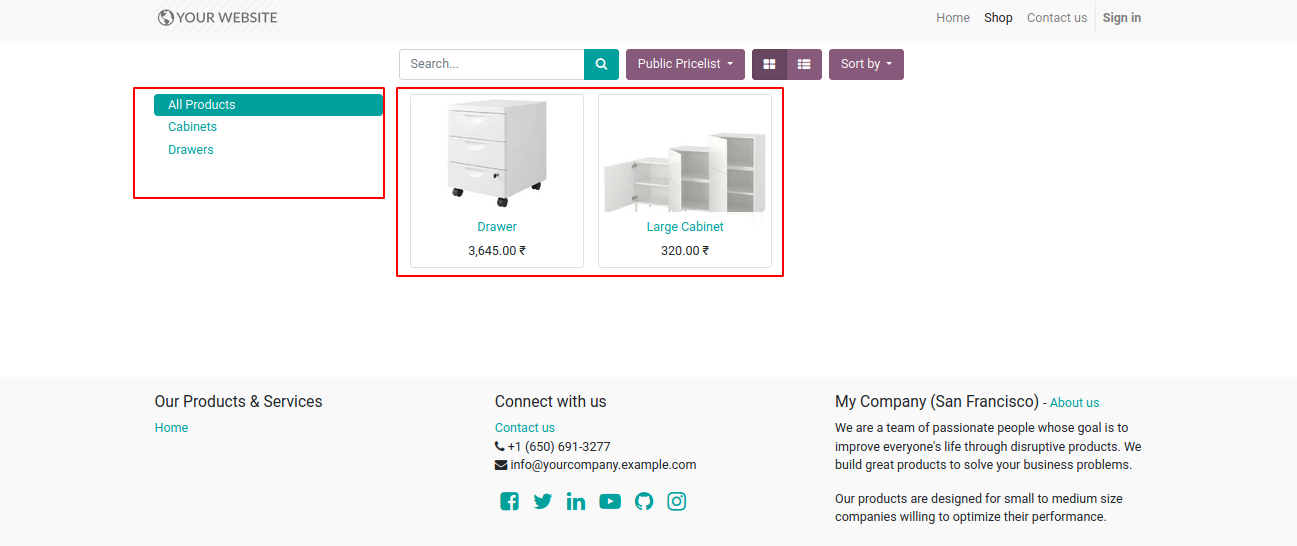 YOUR WEBSITE
Home Shop Contact us Sign in
Search... Public Pricelist Sort by
All Products
Cabinets
Drawers
Drawer
3,645.00 ₹
Large Cabinet
320.00 ₹
Our Products & Services
Home
Connect with us
Contact us
+1 (650) 691-3277
info@yourcompany.example.com
My Company (San Francisco) - About us
We are a team of passionate people whose goal is to
improve everyone's life through disruptive products. We
build great products to solve your business problems.
Our products are designed for small to medium size
companies willing to optimize their performance.